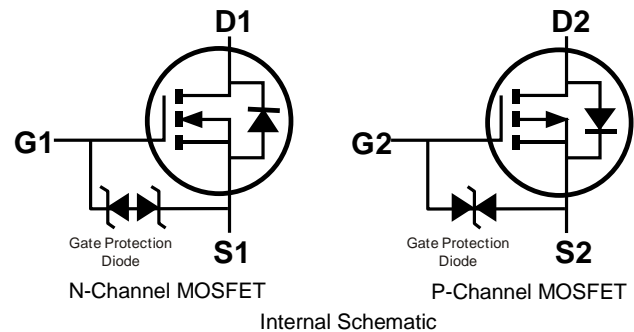 D1
D2
G1
G2
Gate Protection
Diode
S1
Gate Protection
Diode
S2
N-Channel MOSFET
P-Channel MOSFET
Internal Schematic